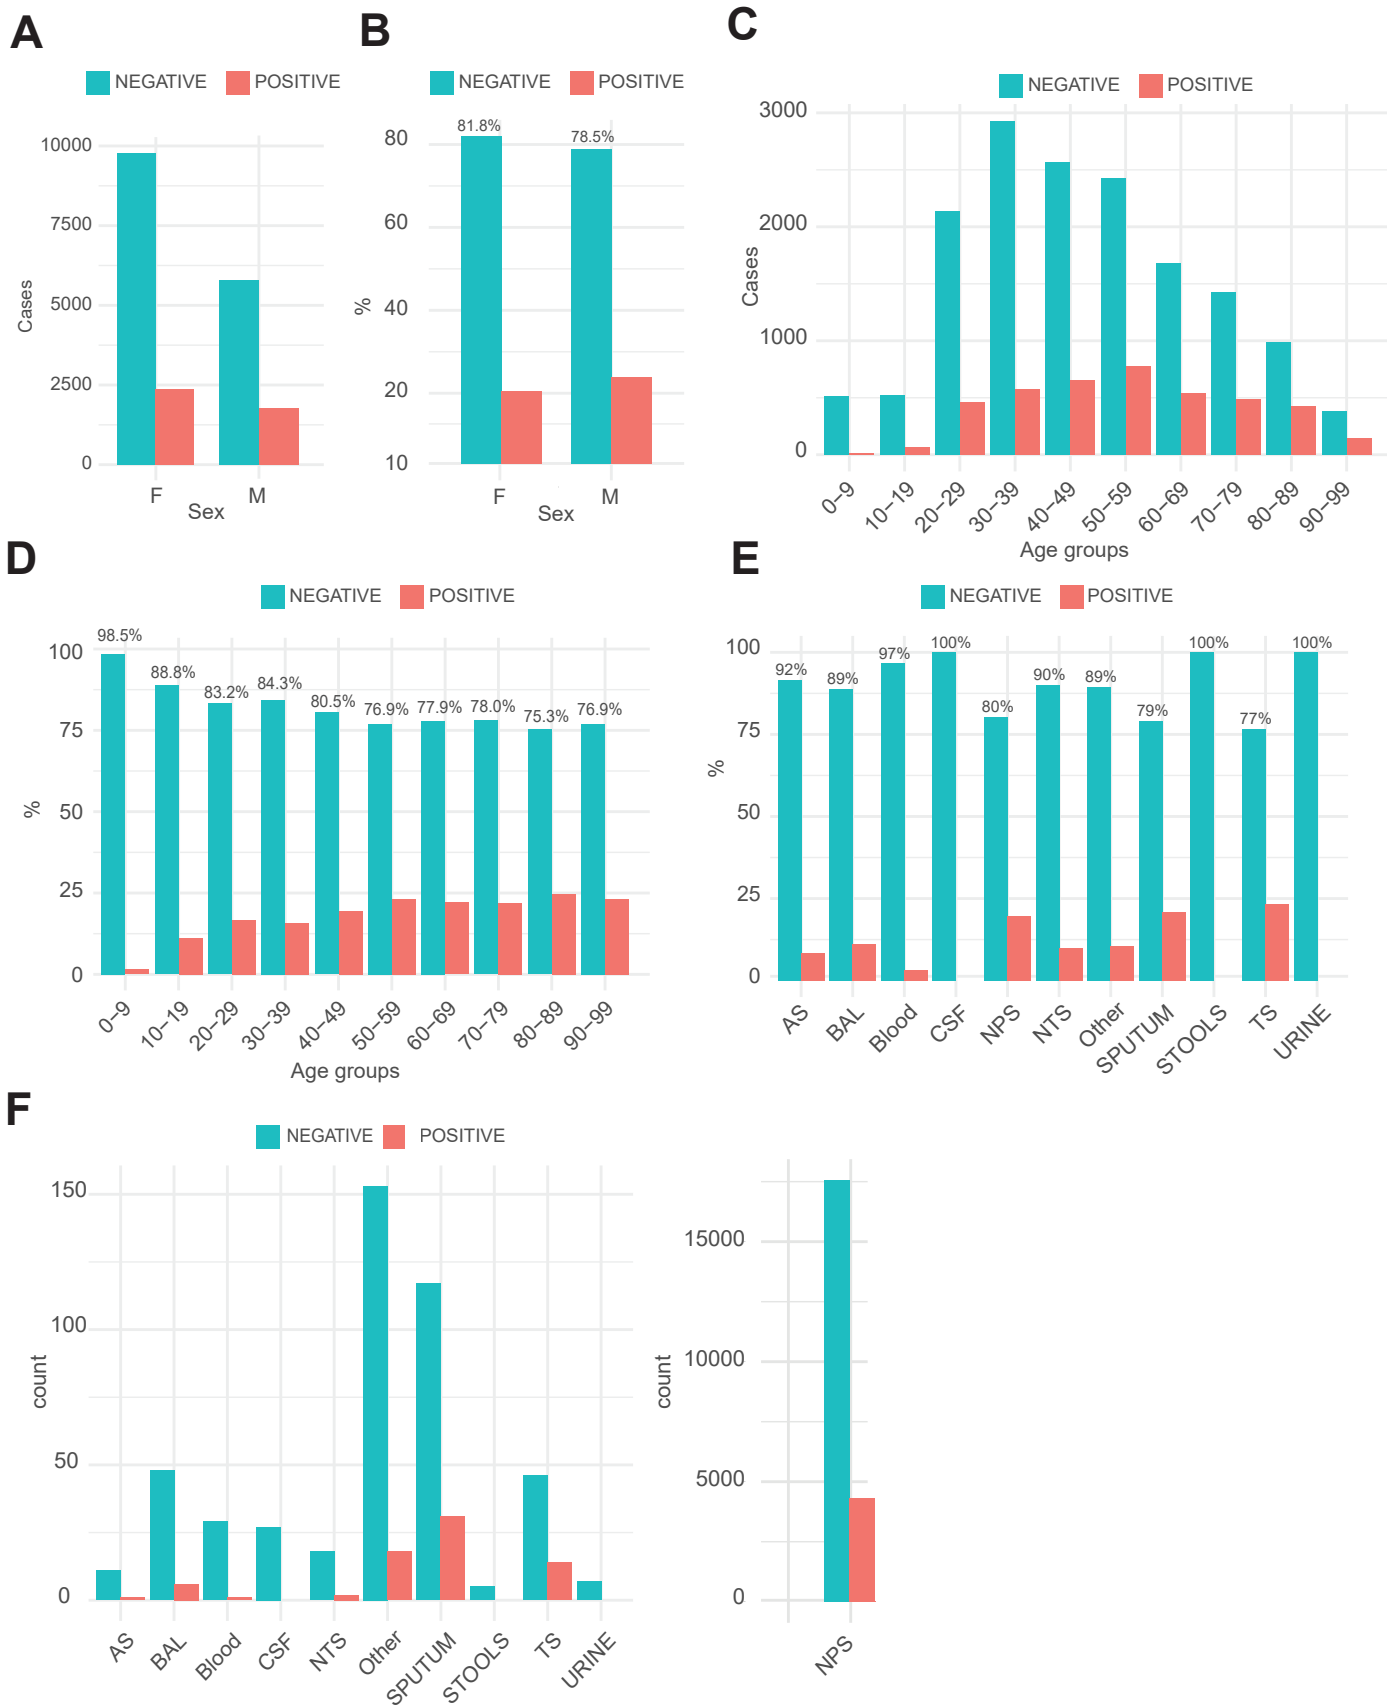 A
NEGATIVE POSITIVE
10000
7500
5000
2500
0
Cases
F M
Sex
B
NEGATIVE POSITIVE
81.8% 78.5%
80
60
40
20
10
%
F M
Sex
C
NEGATIVE POSITIVE
3000
2000
1000
0
Cases
0–9 10–19 20–29 30–39 40–49 50–59 60–69 70–79 80–89 90–99
Age groups
D
NEGATIVE POSITIVE
98.5% 88.8% 83.2% 84.3% 80.5% 76.9% 77.9% 78.0% 75.3% 76.9%
100
75
50
25
0
%
0–9 10–19 20–29 30–39 40–49 50–59 60–69 70–79 80–89 90–99
Age groups
E
NEGATIVE POSITIVE
92% 89% 97% 100% 80% 90% 89% 79% 100% 77% 100%
100
75
50
25
0
%
AS BAL Blood CSF NPS NTS Other SPUTUM STOOLS TS URINE
F
NEGATIVE POSITIVE
150
100
50
0
count
AS BAL Blood CSF NTS Other SPUTUM STOOLS TS URINE
15000
10000
5000
0
count
NPS